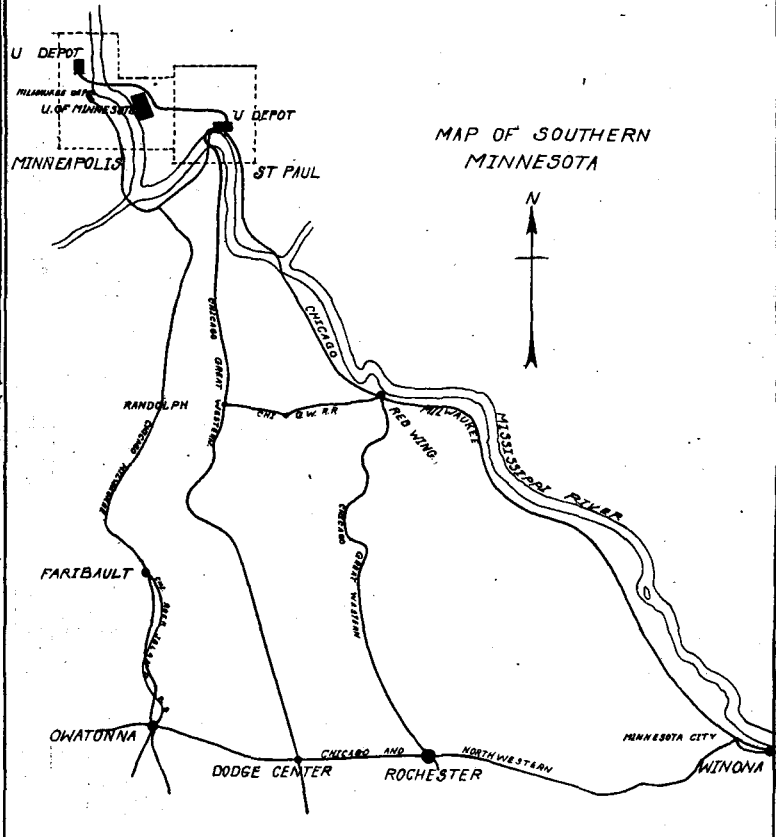 U DEPOT
U. OF MINNESOTA
U DEPOT
MINNEAPOLIS
ST PAUL
MAP OF SOUTHERN
MINNESOTA
N
CHICAGO
CHICAGO GREAT WESTERN
RANDOLPH
CHI G.W. R.R
RED WING
MILWAUKEE
MISSISSIPPI RIVER
CHICAGO MILWAUKEE
CHICAGO GREAT WESTERN
FARIBAULT
OWATONNA
DODGE CENTER
CHICAGO AND
ROCHESTER
NORTHWESTERN
MINNESOTA CITY
WINONA